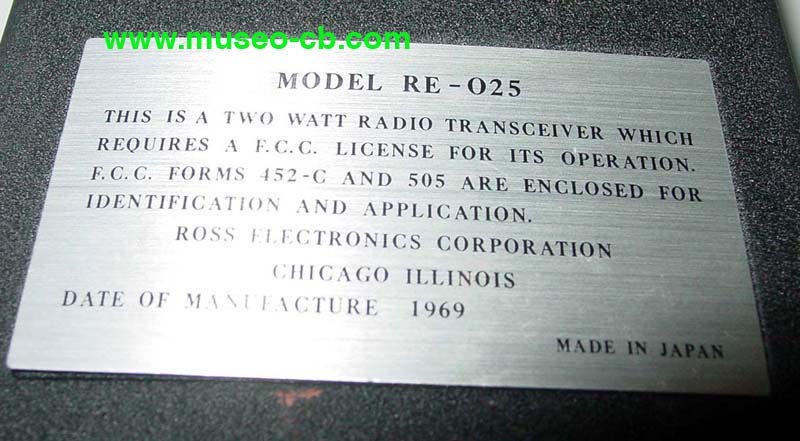 www.museo-cb.com
MODEL RE-025
THIS IS A TWO WATT RADIO TRANSCEIVER WHICH
REQUIRES A F.C.C. LICENSE FOR ITS OPERATION.
F.C.C. FORMS 452-C AND 505 ARE ENCLOSED FOR
IDENTIFICATION AND APPLICATION.
ROSS ELECTRONICS CORPORATION
CHICAGO ILLINOIS
DATE OF MANUFACTURE 1969
MADE IN JAPAN